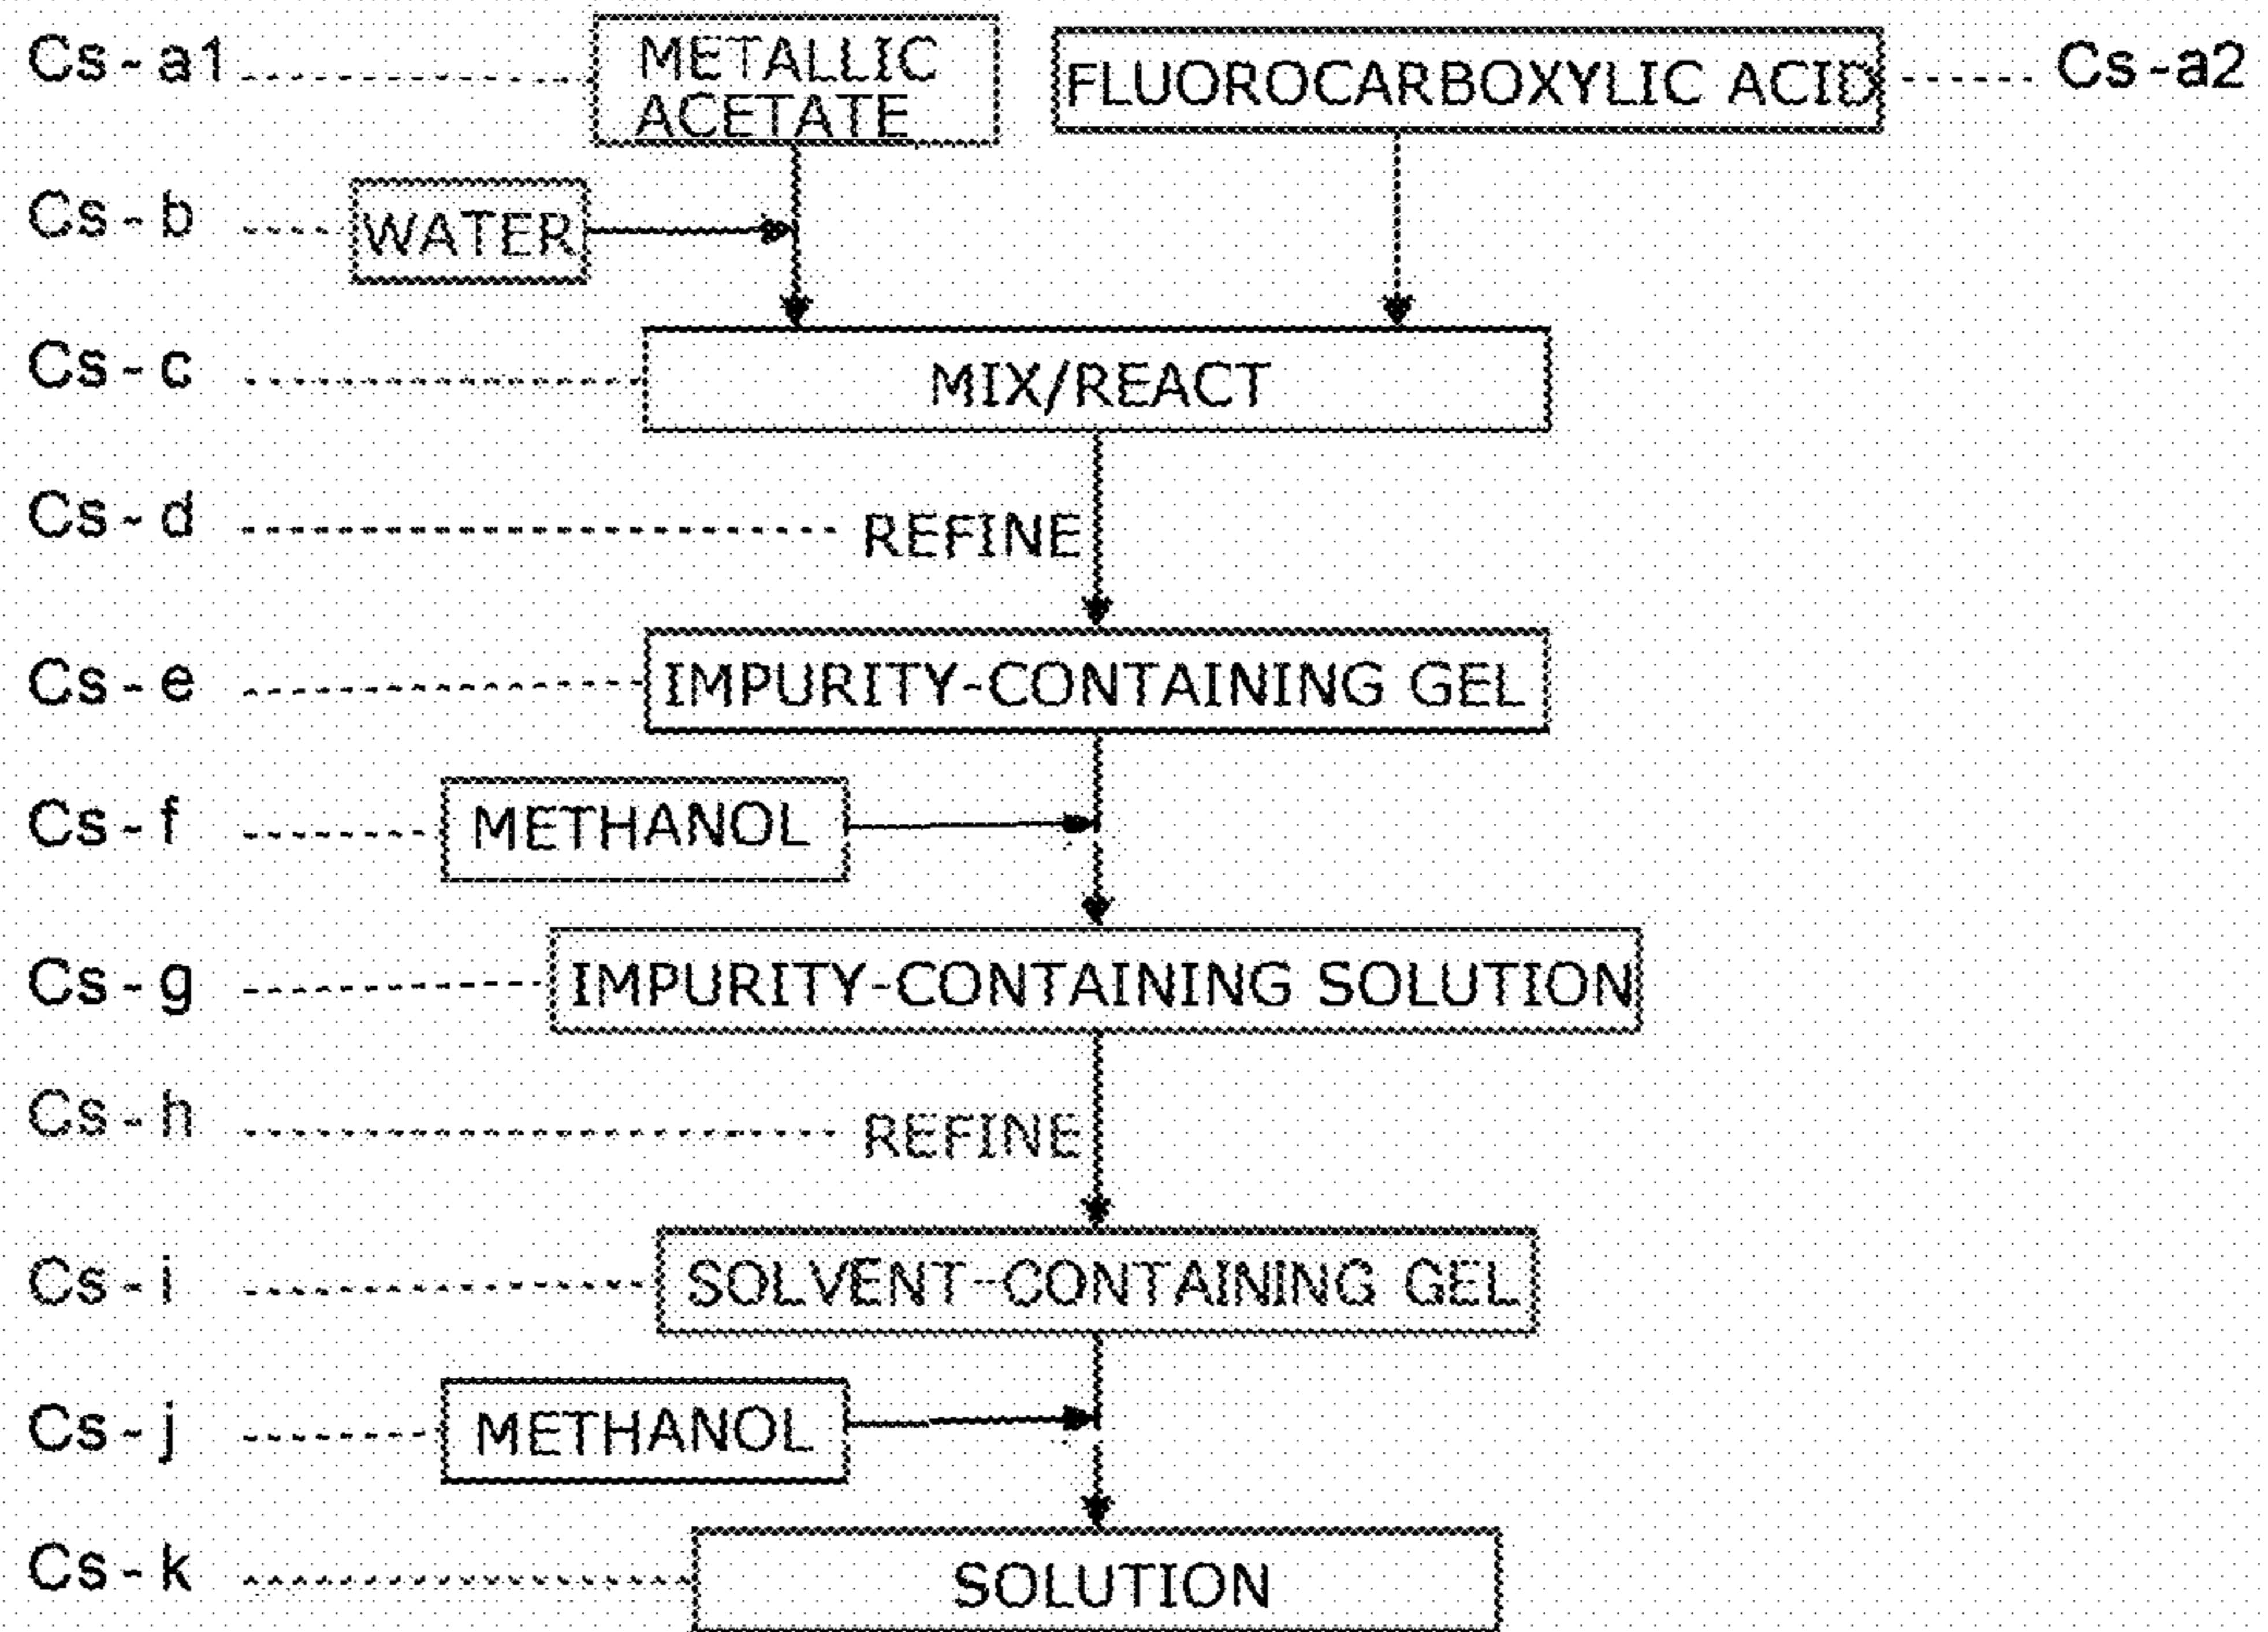 Cs-a1
METALLIC
ACETATE
FLUOROCARBOXYLIC ACID
Cs-a2
Cs-b
WATER
Cs-c
MIX/REACT
Cs-d
REFINE
Cs-e
IMPURITY-CONTAINING GEL
Cs-f
METHANOL
Cs-g
IMPURITY-CONTAINING SOLUTION
Cs-h
REFINE
Cs-i
SOLVENT-CONTAINING GEL
Cs-j
METHANOL
Cs-k
SOLUTION